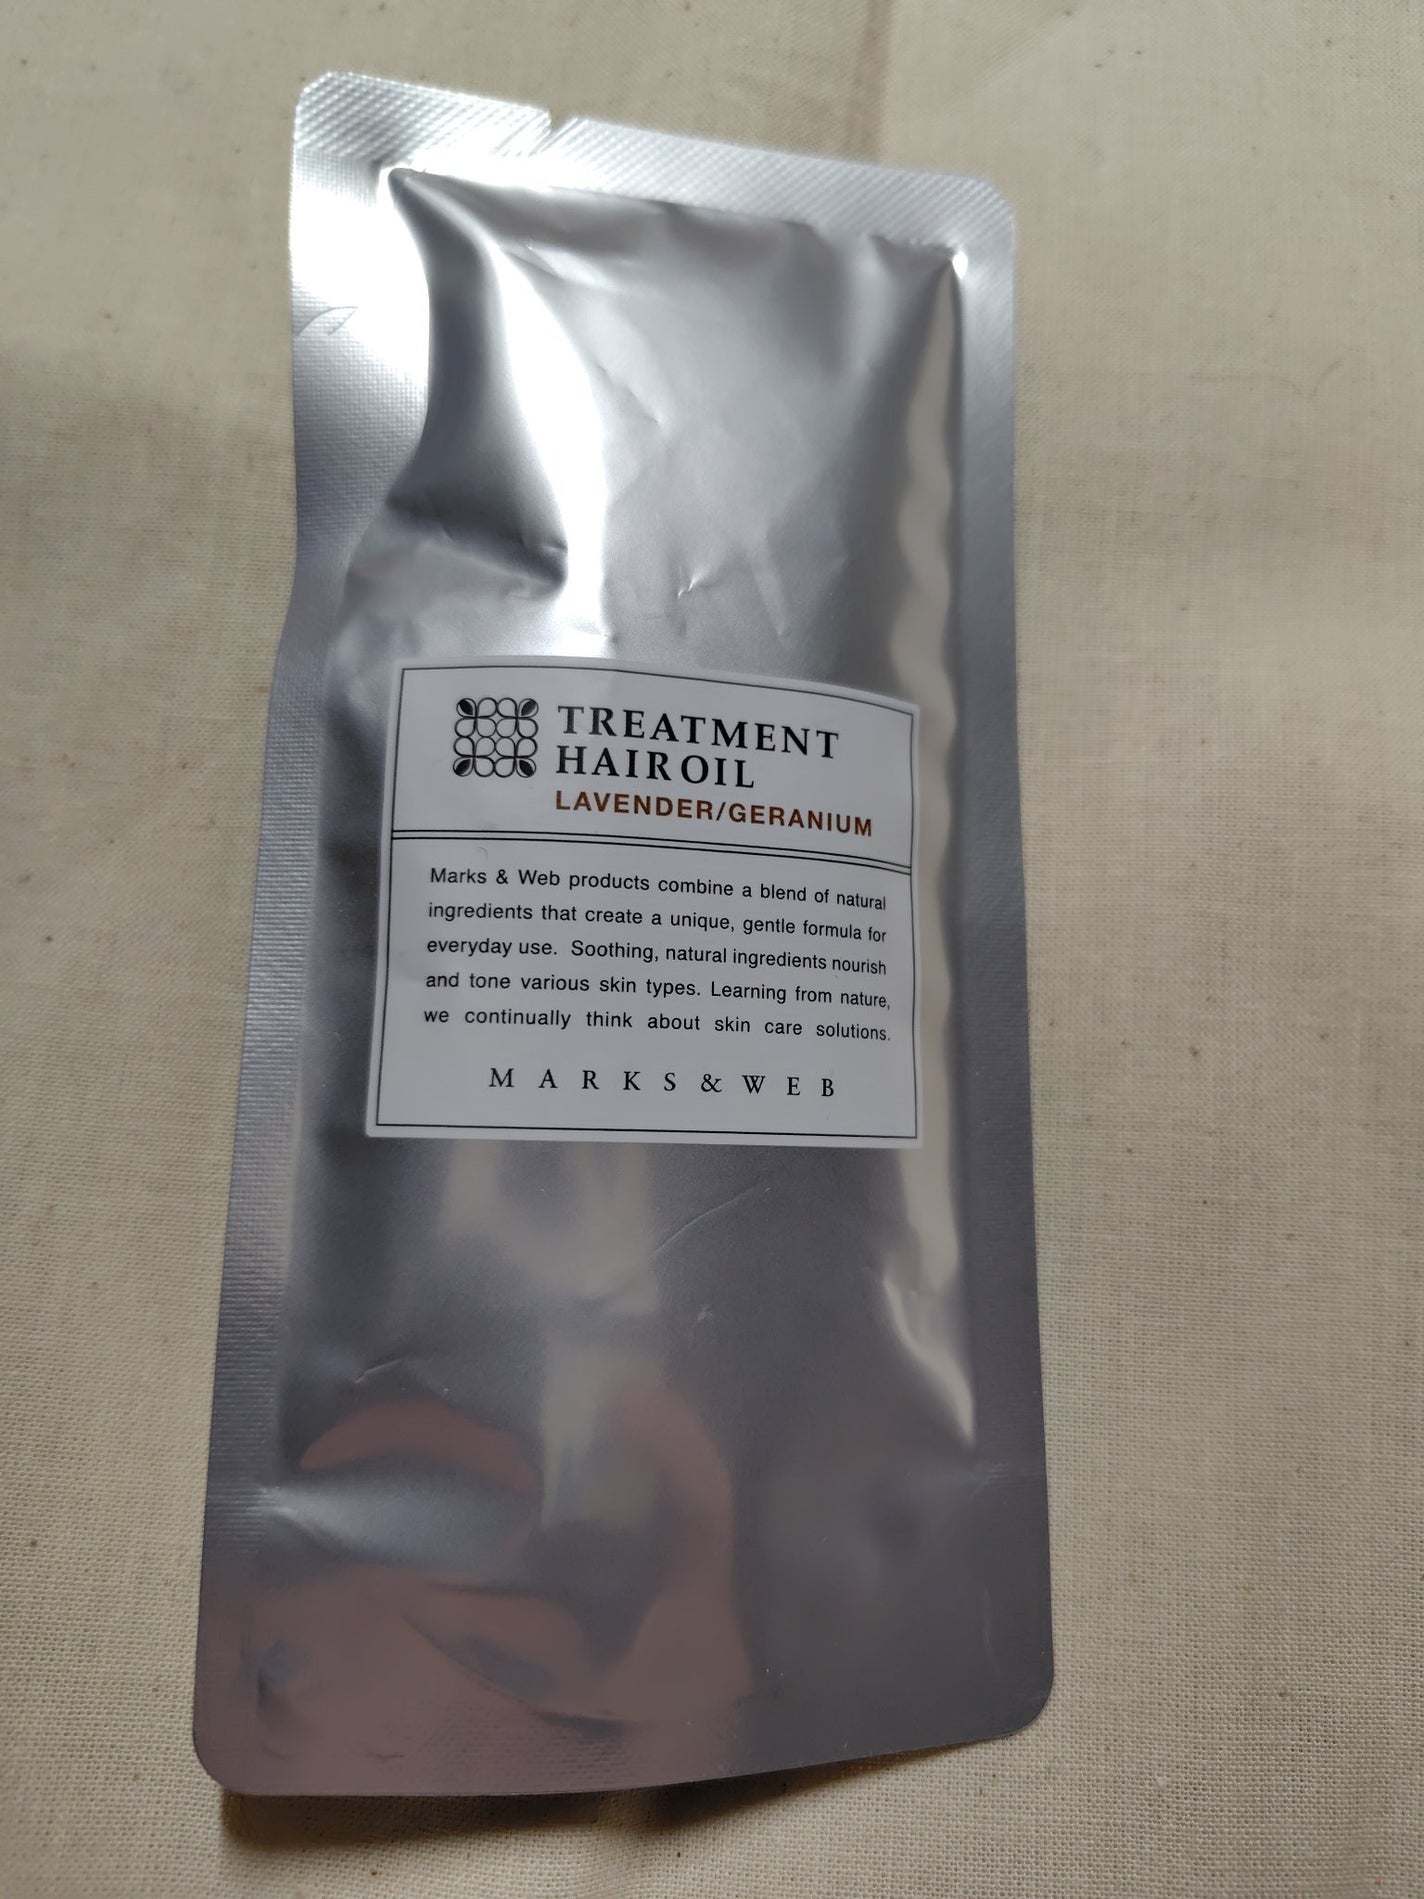 TREATMENT
HAIROIL
LAVENDER/GERANIUM
Marks & Web products combine a blend of natural
ingredients that create a unique, gentle formula for
everyday use. Soothing, natural ingredients nourish
and tone various skin types. Learning from nature,
we continually think about skin care solutions.
MARKS&WEB